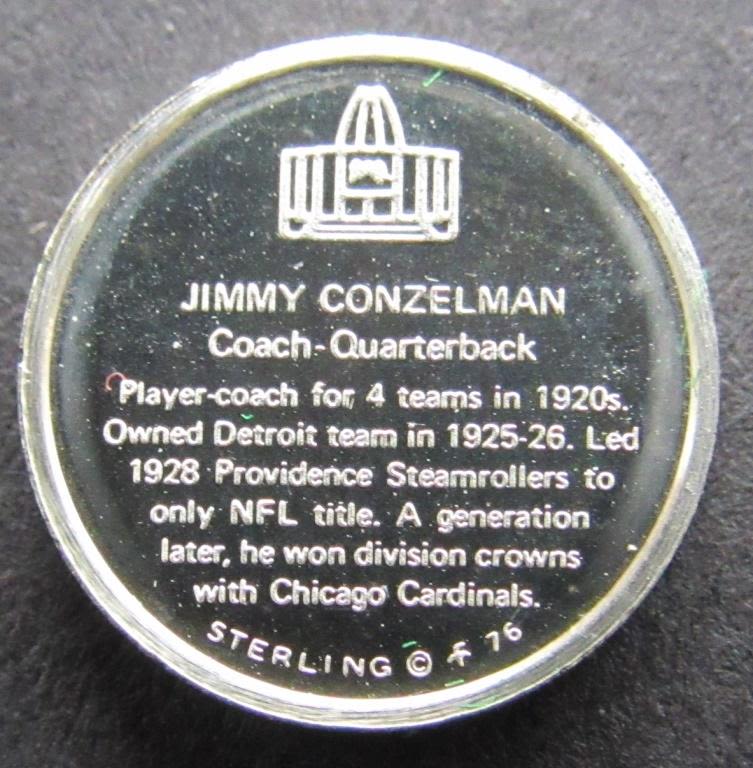 JIMMY CONZELMAN
Coach-Quarterback
Player-coach for 4 teams in 1920s.
Owned Detroit team in 1925-26. Led
1928 Providence Steamrollers to
only NFL title. A generation
later, he won division crowns
with Chicago Cardinals.
STERLING © F 76